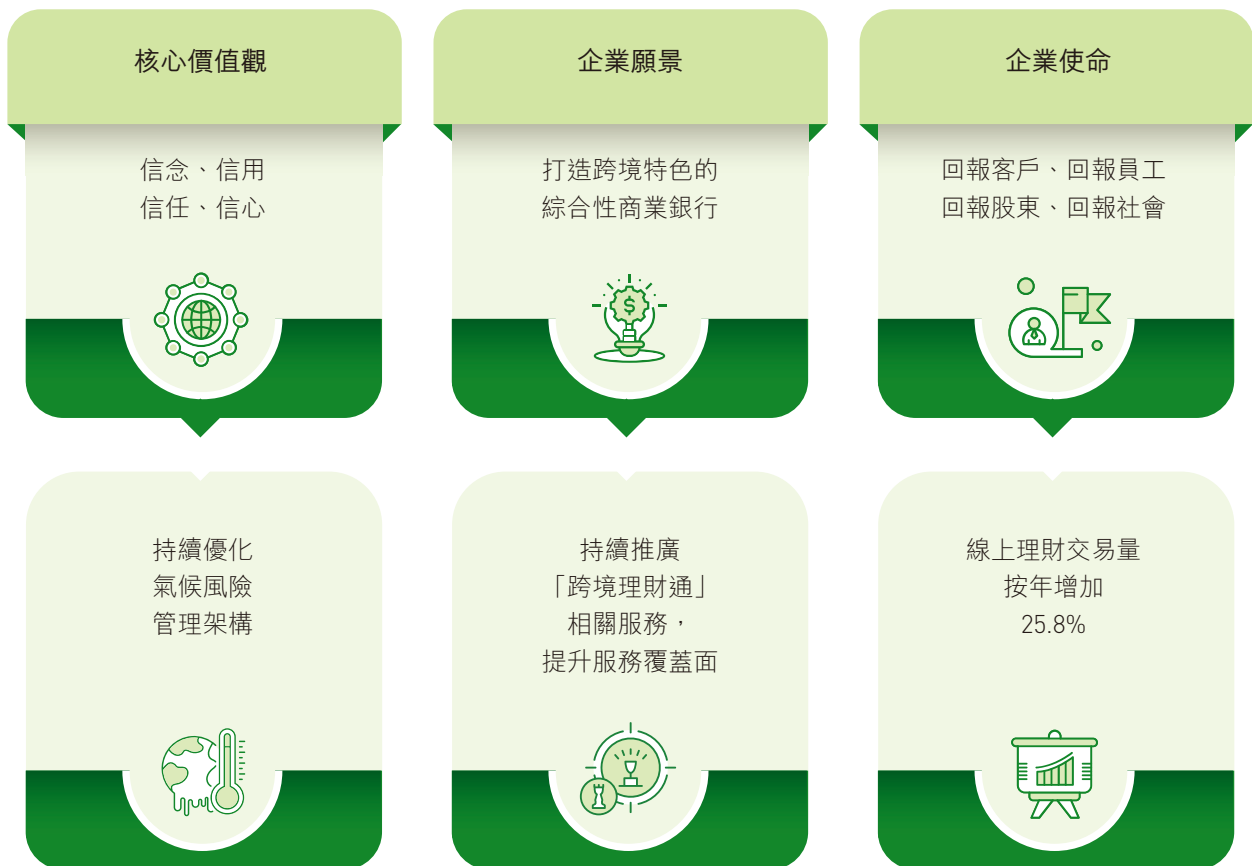 核心價值觀
信念、信用
信任、信心
企業願景
打造跨境特色的
綜合性商業銀行
$
企業使命
回報客戶、回報員工
回報股東、回報社會
持續優化
氣候風險
管理架構
持續推廣
「跨境理財通」
相關服務，
提升服務覆蓋面
線上理財交易量
按年增加
25.8%